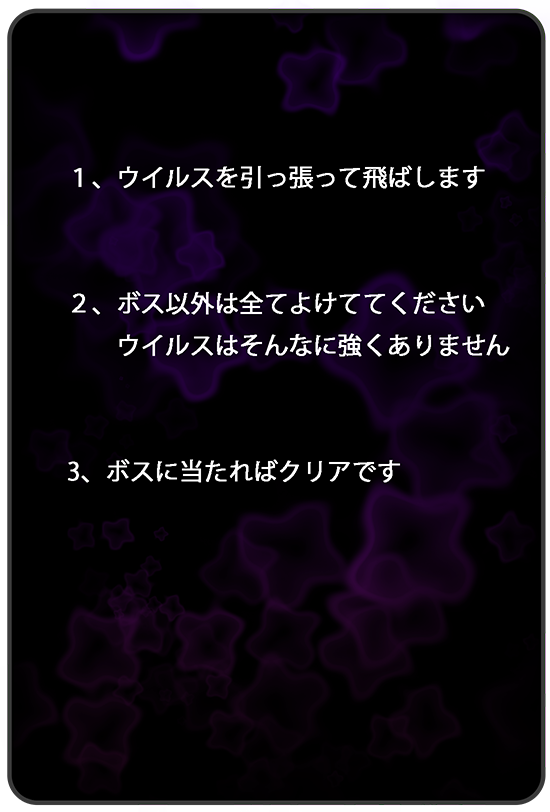 １、ウイルスを引っ張って飛ばします
２、ボス以外は全てよけててください
ウイルスはそんなに強くありません
3、ボスに当たればクリアです